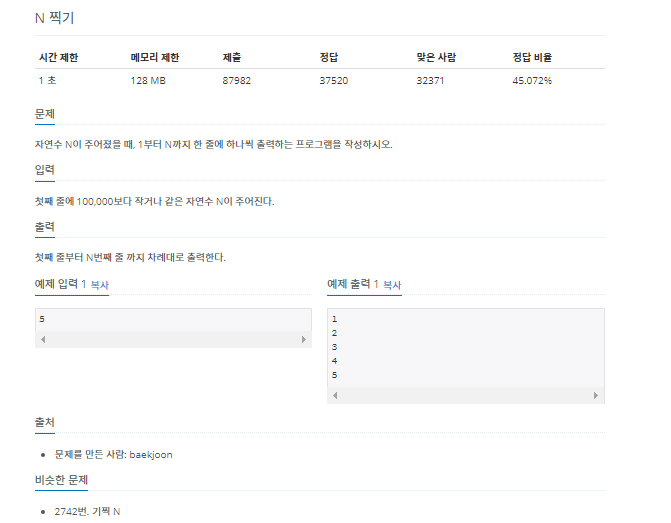 N 찍기
시간 제한 메모리 제한 제출 정답 맞은 사람 정답 비율
1 초 128 MB 87982 37520 32371 45.072%
문제
자연수 N이 주어졌을 때, 1부터 N까지 한 줄에 하나씩 출력하는 프로그램을 작성하시오.
입력
첫째 줄에 100,000보다 작거나 같은 자연수 N이 주어진다.
출력
첫째 줄부터 N번째 줄 까지 차례대로 출력한다.
예제 입력 1 복사
5
예제 출력 1 복사
1
2
3
4
5
출처
문제를 만든 사람: baekjoon
비슷한 문제
2742번. 기찍 N